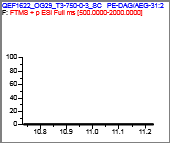 QEF1622_OG29_T3-750-0-3_8C PE-DAG/AEG-31:2
F: FTMS + p ESI Full ms [500.0000-2000.0000]
100
80
60
40
20
0
10.8 10.9 11.0 11.1 11.2